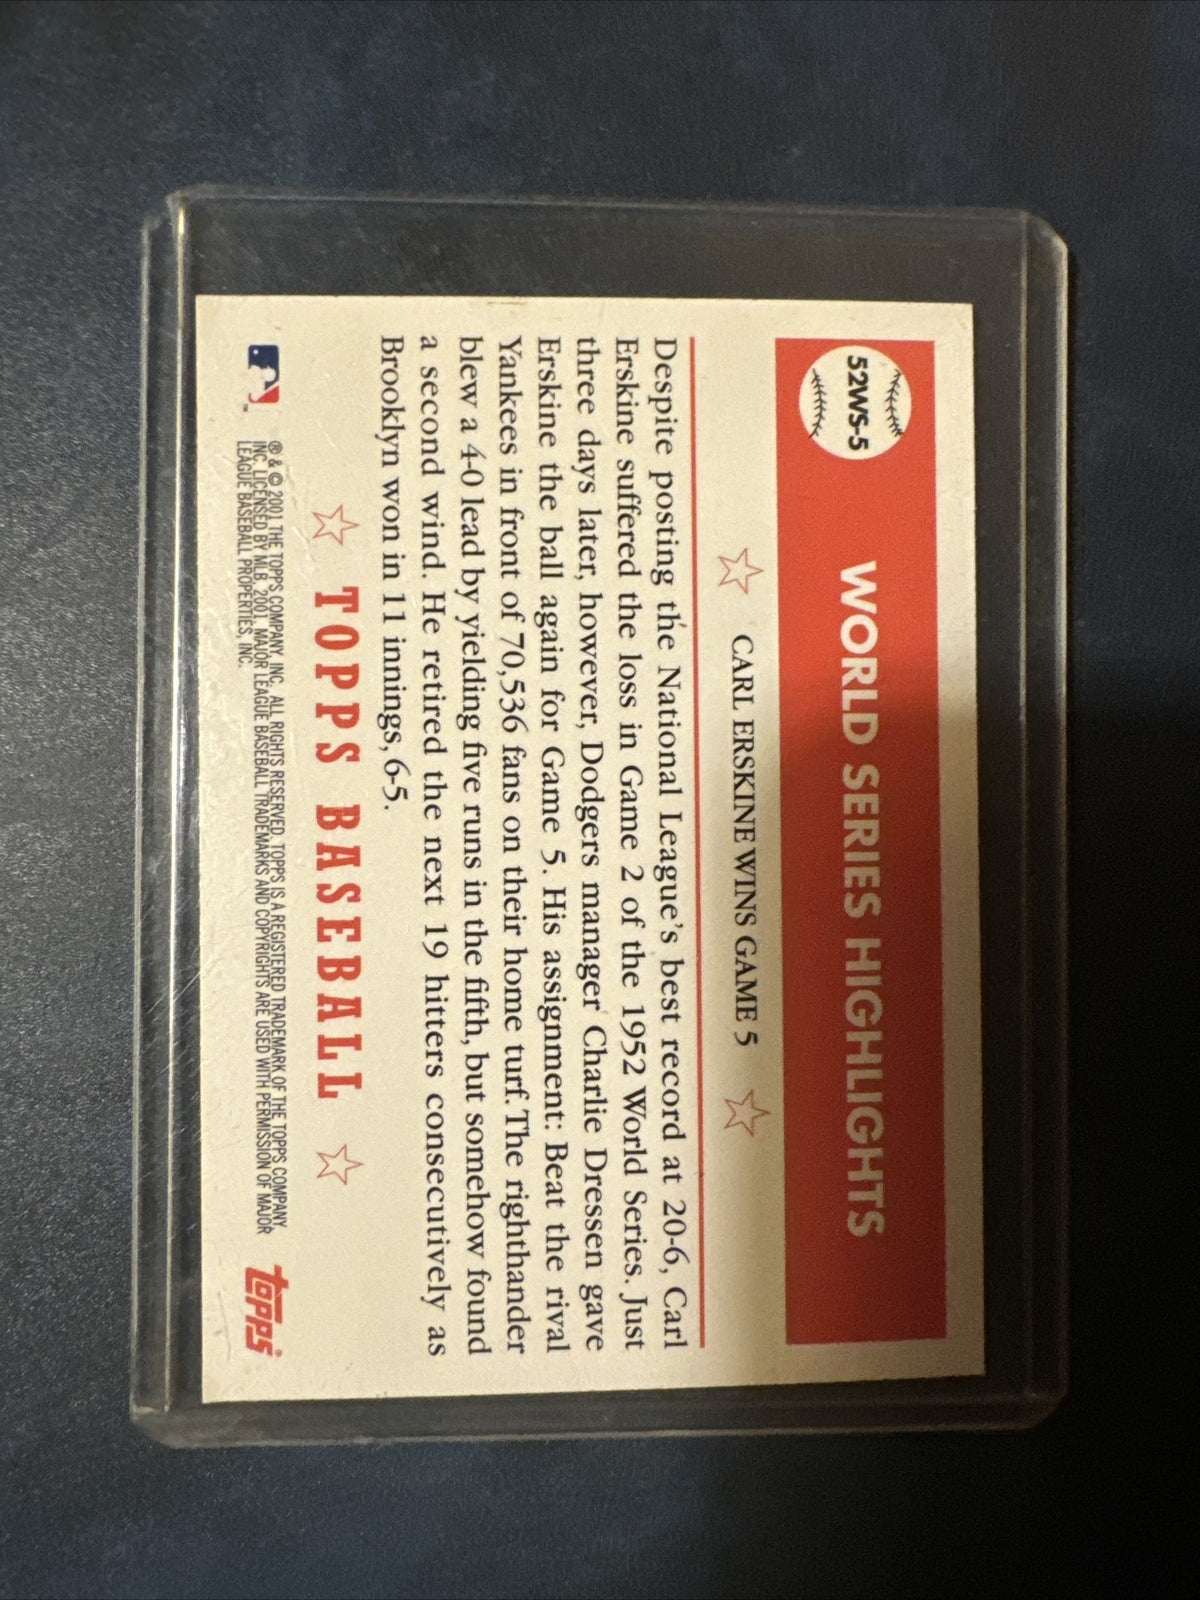 52WS-5
WORLD SERIES HIGHLIGHTS
CARL ERSKINE WINS GAME 5
Despite posting the National League's best record at 20-6, Carl
Erskine suffered the loss in Game 2 of the 1952 World Series. Just
three days later, however, Dodgers manager Charlie Dressen gave
Erskine the ball again for Game 5. His assignment: Beat the rival
Yankees in front of 70,536 fans on their home turf. The righthander
blew a 4-0 lead by yielding five runs in the fifth, but somehow found
a second wind. He retired the next 19 hitters consecutively as
Brooklyn won in 11 innings, 6-5.
TOPPS BASEBALL
® & © 2001 THE TOPPS COMPANY, INC. ALL RIGHTS RESERVED. TOPPS IS A REGISTERED TRADEMARK OF THE TOPPS COMPANY,
INC. LICENSED BY MLB. 2001. MAJOR LEAGUE BASEBALL TRADEMARKS AND COPYRIGHTS ARE USED WITH PERMISSION OF MAJOR
LEAGUE BASEBALL PROPERTIES, INC.
™
topps®